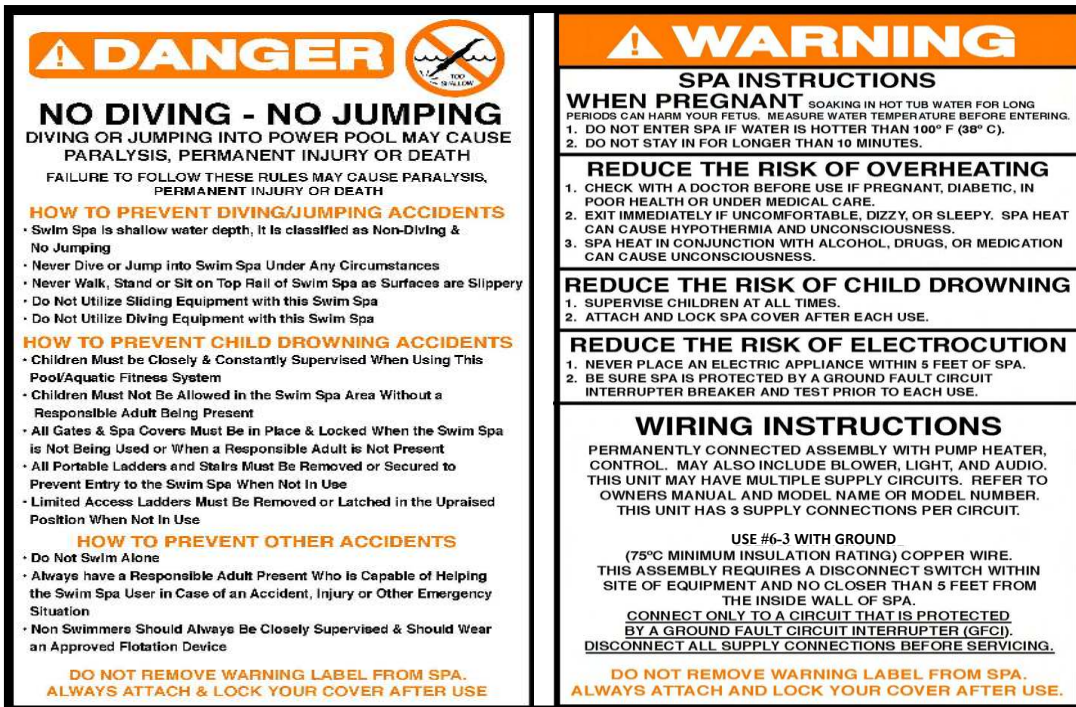 DANGER
TOO
SHALLOW
NO DIVING - NO JUMPING
DIVING OR JUMPING INTO POWER POOL MAY CAUSE
PARALYSIS, PERMANENT INJURY OR DEATH
FAILURE TO FOLLOW THESE RULES MAY CAUSE PARALYSIS,
PERMANENT INJURY OR DEATH
HOW TO PREVENT DIVING/JUMPING ACCIDENTS
· Swim Spa is shallow water depth, it is classified as Non-Diving &
No Jumping
· Never Dive or Jump into Swim Spa Under Any Circumstances
· Never Walk, Stand or Sit on Top Rail of Swim Spa as Surfaces are Slippery
· Do Not Utilize Sliding Equipment with this Swim Spa
· Do Not Utilize Diving Equipment with this Swim Spa
HOW TO PREVENT CHILD DROWNING ACCIDENTS
· Children Must be Closely & Constantly Supervised When Using This
Pool/Aquatic Fitness System
· Children Must Not Be Allowed in the Swim Spa Area Without a
Responsible Adult Being Present
· All Gates & Spa Covers Must Be in Place & Locked When the Swim Spa
is Not Being Used or When a Responsible Adult is Not Present
· All Portable Ladders and Stairs Must Be Removed or Secured to
Prevent Entry to the Swim Spa When Not In Use
· Limited Access Ladders Must Be Removed or Latched in the Upraised
Position When Not In Use
HOW TO PREVENT OTHER ACCIDENTS
· Do Not Swim Alone
· Always have a Responsible Adult Present Who is Capable of Helping
the Swim Spa User in Case of an Accident, Injury or Other Emergency
Situation
· Non Swimmers Should Always Be Closely Supervised & Should Wear
an Approved Flotation Device
DO NOT REMOVE WARNING LABEL FROM SPA.
ALWAYS ATTACH & LOCK YOUR COVER AFTER USE
WARNING
SPA INSTRUCTIONS
WHEN PREGNANT SOAKING IN HOT TUB WATER FOR LONG
PERIODS CAN HARM YOUR FETUS. MEASURE WATER TEMPERATURE BEFORE ENTERING.
1. DO NOT ENTER SPA IF WATER IS HOTTER THAN 100º F (38º C).
2. DO NOT STAY IN FOR LONGER THAN 10 MINUTES.
REDUCE THE RISK OF OVERHEATING
1. CHECK WITH A DOCTOR BEFORE USE IF PREGNANT, DIABETIC, IN
POOR HEALTH OR UNDER MEDICAL CARE.
2. EXIT IMMEDIATELY IF UNCOMFORTABLE, DIZZY, OR SLEEPY. SPA HEAT
CAN CAUSE HYPOTHERMIA AND UNCONSCIOUSNESS.
3. SPA HEAT IN CONJUNCTION WITH ALCOHOL, DRUGS, OR MEDICATION
CAN CAUSE UNCONSCIOUSNESS.
REDUCE THE RISK OF CHILD DROWNING
1. SUPERVISE CHILDREN AT ALL TIMES.
2. ATTACH AND LOCK SPA COVER AFTER EACH USE.
REDUCE THE RISK OF ELECTROCUTION
1. NEVER PLACE AN ELECTRIC APPLIANCE WITHIN 5 FEET OF SPA.
2. BE SURE SPA IS PROTECTED BY A GROUND FAULT CIRCUIT
INTERRUPTER BREAKER AND TEST PRIOR TO EACH USE.
WIRING INSTRUCTIONS
PERMANENTLY CONNECTED ASSEMBLY WITH PUMP HEATER,
CONTROL. MAY ALSO INCLUDE BLOWER, LIGHT, AND AUDIO.
THIS UNIT MAY HAVE MULTIPLE SUPPLY CIRCUITS. REFER TO
OWNERS MANUAL AND MODEL NAME OR MODEL NUMBER.
THIS UNIT HAS 3 SUPPLY CONNECTIONS PER CIRCUIT.
USE #6-3 WITH GROUND
(75ºC MINIMUM INSULATION RATING) COPPER WIRE.
THIS ASSEMBLY REQUIRES A DISCONNECT SWITCH WITHIN
SITE OF EQUIPMENT AND NO CLOSER THAN 5 FEET FROM
THE INSIDE WALL OF SPA.
CONNECT ONLY TO A CIRCUIT THAT IS PROTECTED
BY A GROUND FAULT CIRCUIT INTERRUPTER (GFCI).
DISCONNECT ALL SUPPLY CONNECTIONS BEFORE SERVICING.
DO NOT REMOVE WARNING LABEL FROM SPA.
ALWAYS ATTACH AND LOCK YOUR COVER AFTER USE.